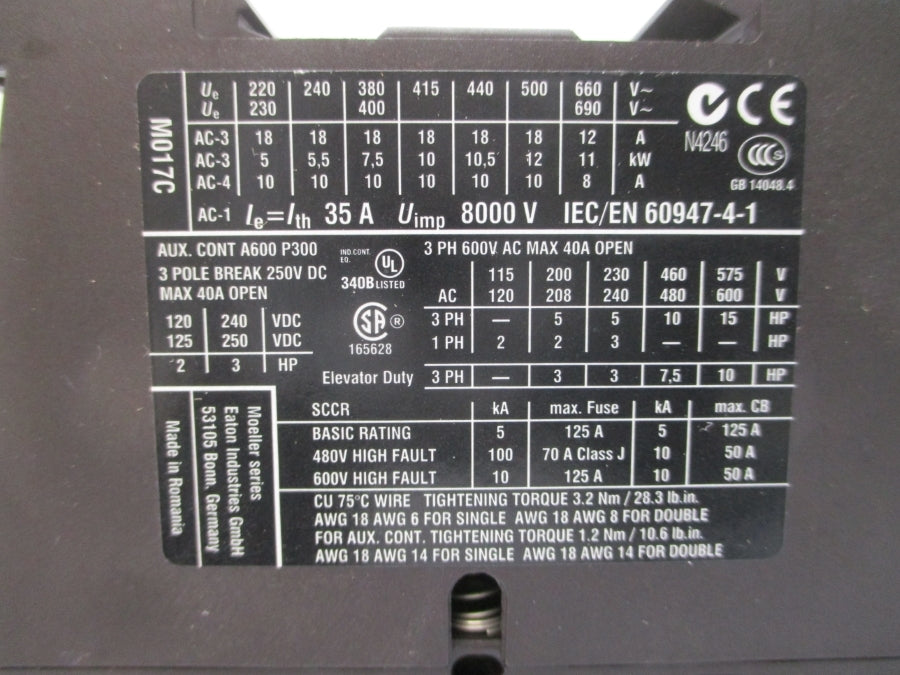 M017C
Ue 220 240 380 415 440 500 660 V~
Ue 230 400 690 V~
AC-3 18 18 18 18 18 18 12 A
AC-3 5 5,5 7,5 10 10,5 12 11 kW
AC-4 10 10 10 10 10 10 8 A
AC-1 Ie=Ith 35 A Uimp 8000 V IEC/EN 60947-4-1
CE
N4246
CCC S
GB 14048.4
AUX. CONT A600 P300
3 POLE BREAK 250V DC
MAX 40A OPEN
120 240 VDC
125 250 VDC
2 3 HP
IND.CONT.
EQ.
UL
340B LISTED
SA ®
165628
3 PH 600V AC MAX 40A OPEN
115 200 230 460 575 V
AC 120 208 240 480 600 V
3 PH — 5 5 10 15 HP
1 PH 2 2 3 — — HP
Elevator Duty 3 PH — 3 3 7,5 10 HP
SCCR kA max. Fuse kA max. CB
BASIC RATING 5 125 A 5 125 A
480V HIGH FAULT 100 70 A Class J 10 50 A
600V HIGH FAULT 10 125 A 10 50 A
CU 75°C WIRE TIGHTENING TORQUE 3.2 Nm / 28.3 lb.in.
AWG 18 AWG 6 FOR SINGLE AWG 18 AWG 8 FOR DOUBLE
FOR AUX. CONT. TIGHTENING TORQUE 1.2 Nm / 10.6 lb.in.
AWG 18 AWG 14 FOR SINGLE AWG 18 AWG 14 FOR DOUBLE
Moeller series
Eaton Industries GmbH
53105 Bonn, Germany
Made in Romania